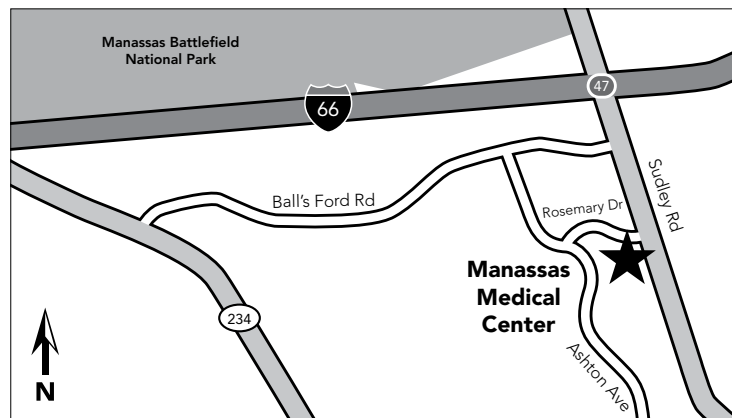 Manassas Battlefield
National Park
66
47
Sudley Rd
Ball's Ford Rd
Rosemary Dr
Manassas
Medical
Center
234
Ashton Ave
N